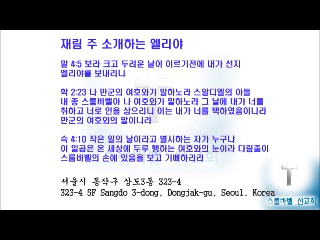 재림 주 소개하는 엘리야
말 4:5 보라 크고 두려운 날이 이르기전에 내가 선지
엘리야를 보내리니
학 2:23 나 만군의 여호와가 말하노라 스알디엘의 아들
내 종 스룹바벨아 나 여호와가 말하노라 그 날에 내가 너를
취하고 너로 인을 삼으리니 이는 내가 너를 택하였음이니라
만군의 여호와의 말이니라
슥 4:10 작은 일의 날이라고 멸시하는 자가 누구냐
이 일곱은 온 세상에 두루 행하는 여호와의 눈이라 다림줄이
스룹바벨의 손에 있음을 보고 기뻐하리라
서울시 동작구 상도3동 323-4
323-4 5F Sangdo 3-dong, Dongjak-gu, Seoul, Korea
스룹바벨 선교회